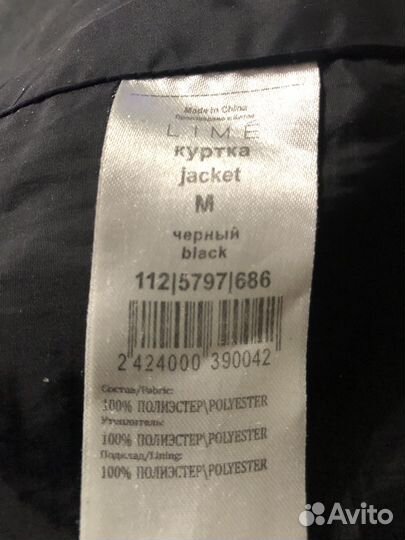 Made in China
Произведено в Китае
LIMÉ
куртка
jacket
M
черный
black
112|5797|686
2 424000 390042
Состав/Fabric:
100% ПОЛИЭСТЕР\POLYESTER
Утеплитель:
100% ПОЛИЭСТЕР\POLYESTER
Подклад/Lining:
100% ПОЛИЭСТЕР\POLYESTER
Avito